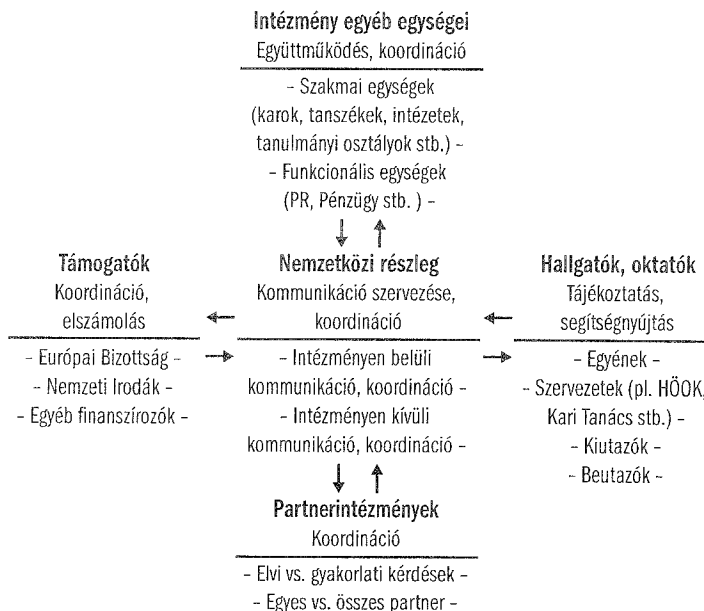 Intézmény egyéb egységei
Együttműködés, koordináció
– Szakmai egységek
(karok, tanszékek, intézetek,
tanulmányi osztályok stb.) –
– Funkcionális egységek
(PR, Pénzügy stb. ) –
Támogatók
Koordináció,
elszámolás
– Európai Bizottság –
– Nemzeti Irodák –
– Egyéb finanszírozók –
Nemzetközi részleg
Kommunikáció szervezése,
koordináció
– Intézményen belüli
kommunikáció, koordináció –
– Intézményen kívüli
kommunikáció, koordináció –
Hallgatók, oktatók
Tájékoztatás,
segítségnyújtás
– Egyének –
– Szervezetek (pl. HÖOK,
Kari Tanács stb.) –
– Kiutazók –
– Beutazók –
Partnerintézmények
Koordináció
– Elvi vs. gyakorlati kérdések –
– Egyes vs. összes partner –